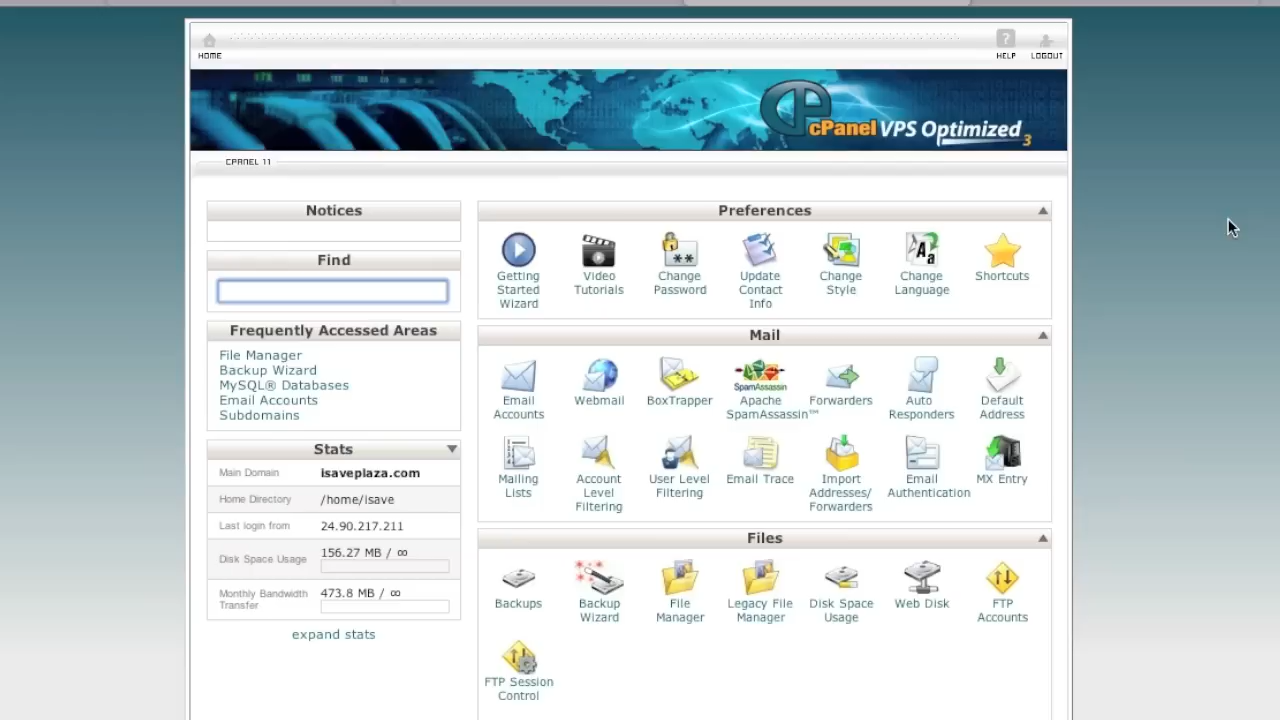 HOME
HELP
LOGOUT
cPanel VPS Optimized 3
CPANEL 11
Notices
Find
Frequently Accessed Areas
File Manager
Backup Wizard
MySQL® Databases
Email Accounts
Subdomains
Stats
Main Domain isaveplaza.com
Home Directory /home/isave
Last login from 24.90.217.211
Disk Space Usage 156.27 MB / ∞
Monthly Bandwidth Transfer 473.8 MB / ∞
expand stats
Preferences
Getting Started Wizard
Video Tutorials
Change Password
Update Contact Info
Change Style
Change Language
Shortcuts
Mail
Email Accounts
Webmail
BoxTrapper
SpamAssassin
Apache SpamAssassin™
Forwarders
Auto Responders
Default Address
Mailing Lists
Account Level Filtering
User Level Filtering
Email Trace
Import Addresses/ Forwarders
Email Authentication
MX Entry
Files
Backups
Backup Wizard
File Manager
Legacy File Manager
Disk Space Usage
Web Disk
FTP Accounts
FTP Session Control